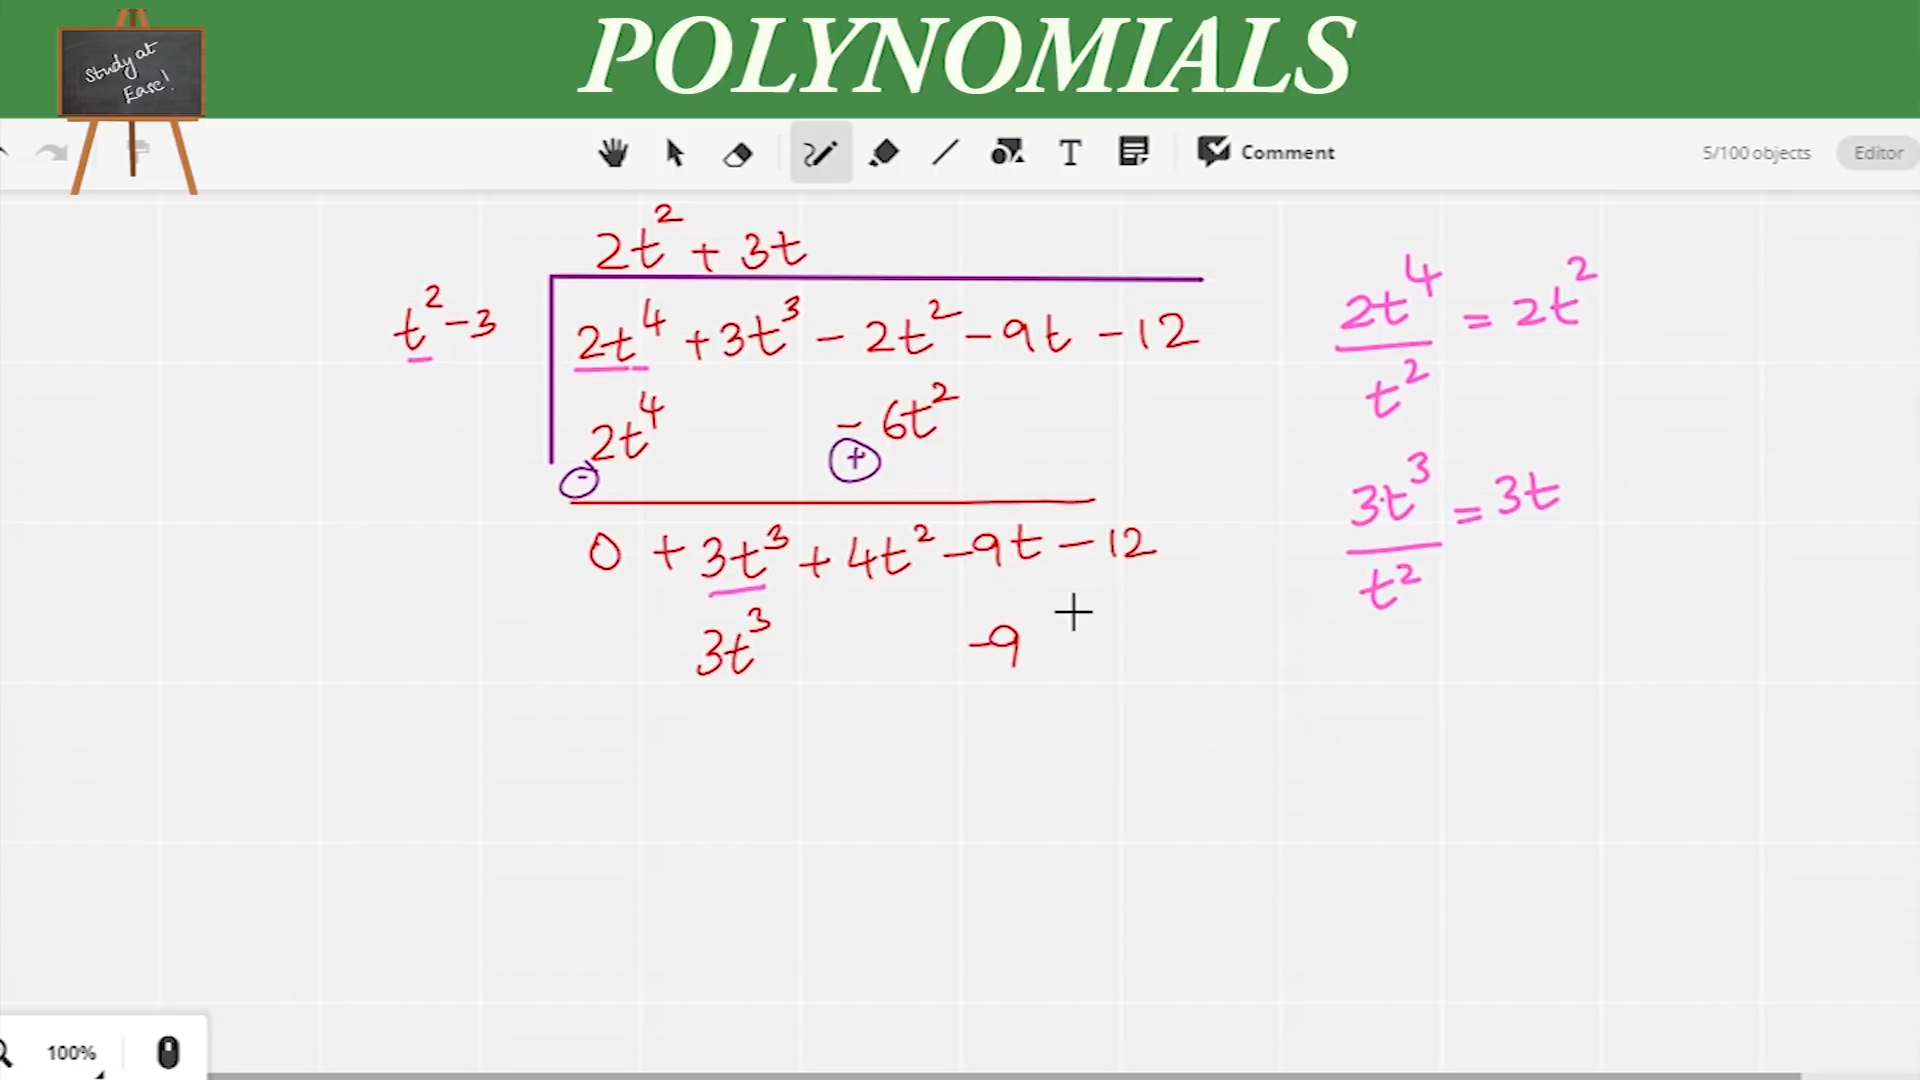 POLYNOMIALS
Study at
Ease!
Comment
5/100 objects
Editor
2t² + 3t
t² - 3
2t⁴ + 3t³ - 2t² - 9t - 12
2t⁴ - 6t²
- +
0 + 3t³ + 4t² - 9t - 12
3t³ -9
2t⁴/t² = 2t²
3t³/t² = 3t
100%